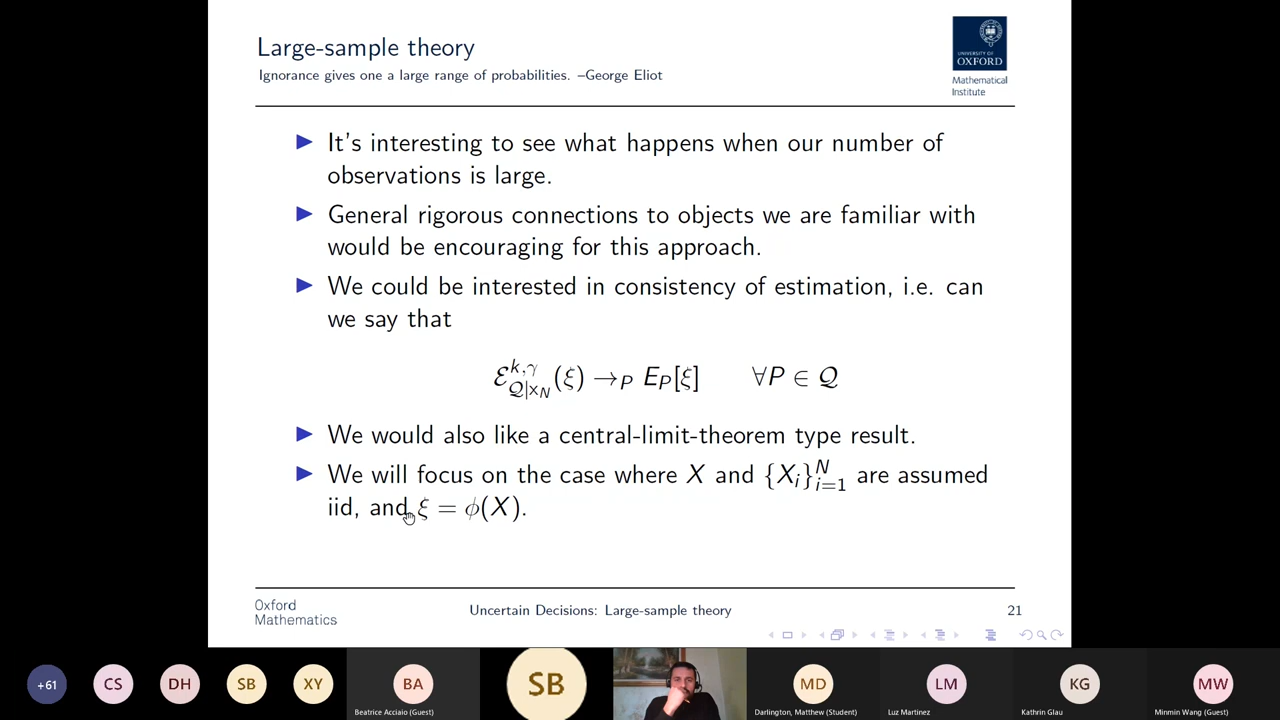 Large-sample theory
Ignorance gives one a large range of probabilities. –George Eliot
UNIVERSITY OF
OXFORD
Mathematical
Institute
It's interesting to see what happens when our number of
observations is large.
General rigorous connections to objects we are familiar with
would be encouraging for this approach.
We could be interested in consistency of estimation, i.e. can
we say that
ℰ^{k,γ}_{𝒬|x_N}(ξ) →_P E_P[ξ] ∀P ∈ 𝒬
We would also like a central-limit-theorem type result.
We will focus on the case where X and {X_i}^N_{i=1} are assumed
iid, and ξ = ϕ(X).
Oxford
Mathematics
Uncertain Decisions: Large-sample theory
21
+61
CS
DH
SB
XY
BA
Beatrice Acciaio (Guest)
SB
MD
Darlington, Matthew (Student)
LM
Luz Martinez
KG
Kathrin Glau
MW
Minmin Wang (Guest)